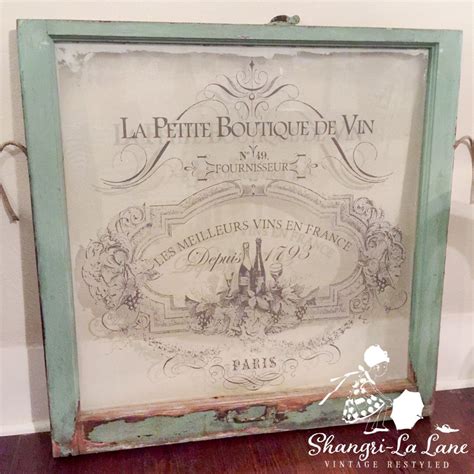 LA PETITE BOUTIQUE DE VIN
Nº 49,
FOURNISSEUR
LES MEILLEURS VINS EN FRANCE
Depuis 1793
PARIS
Shangri-La Lane
VINTAGE RESTYLED